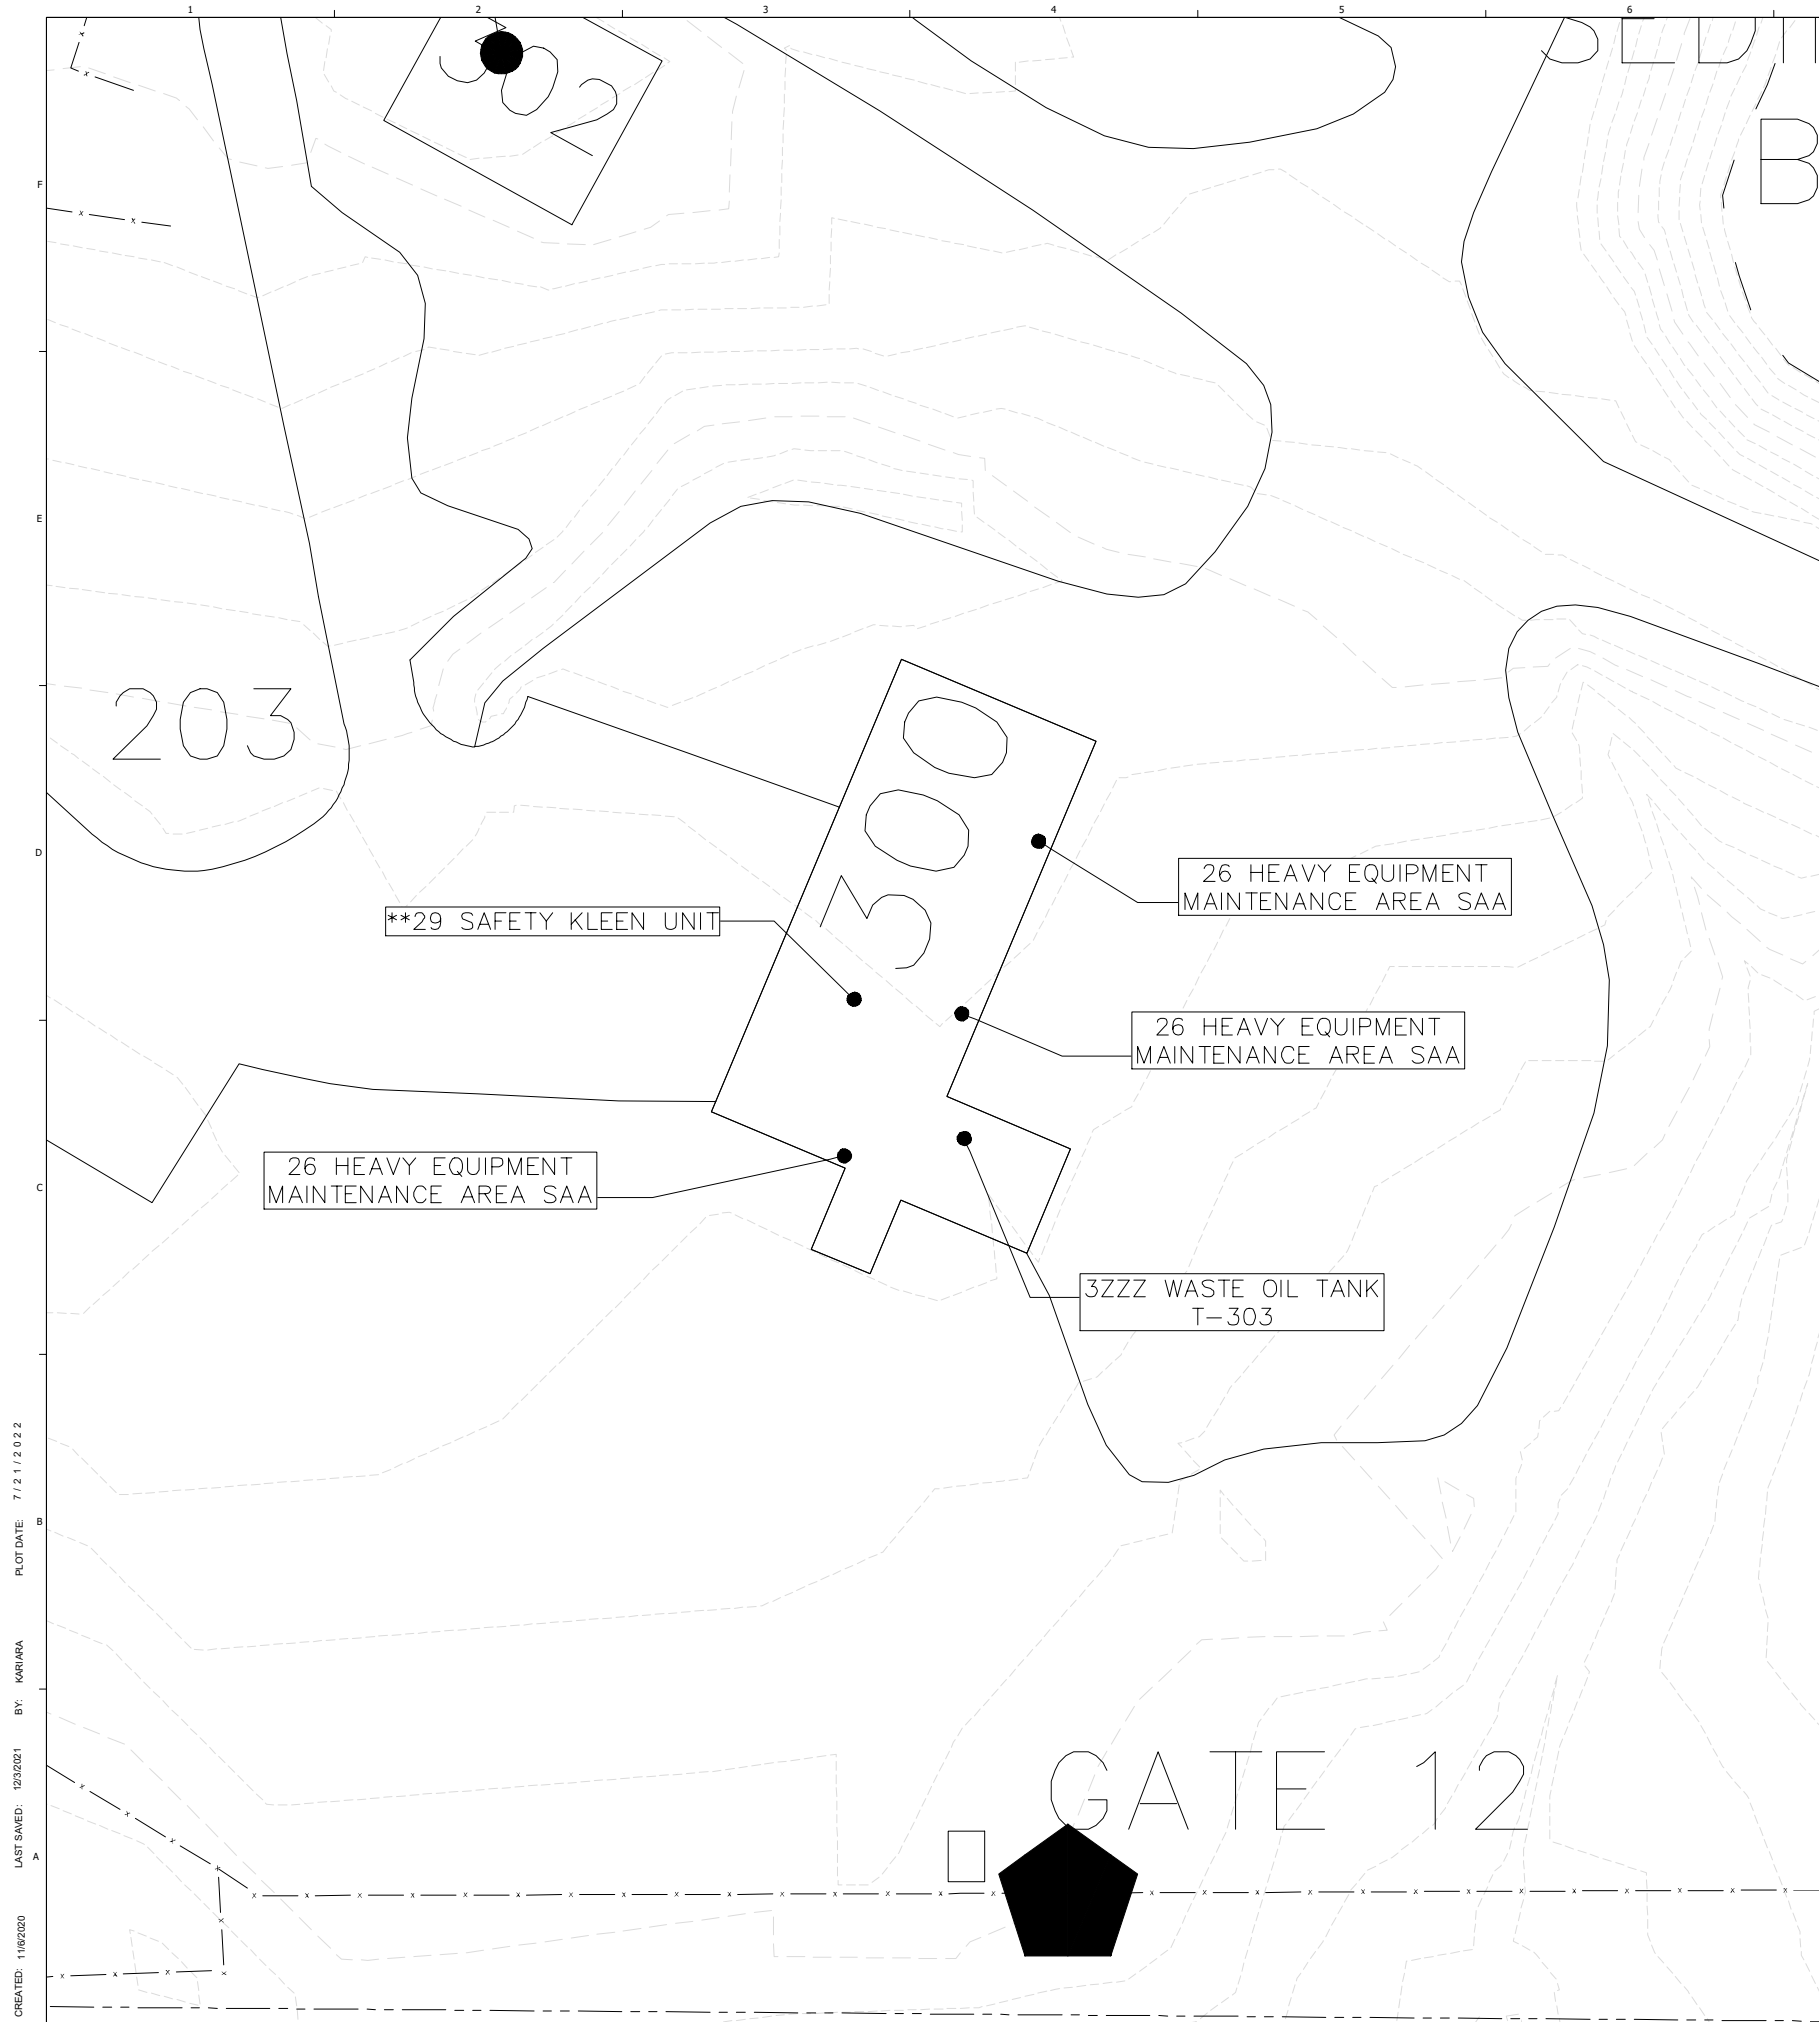 1 2 3 4 5 6
F
E
D
C
B
A
302
B
203
300
26 HEAVY EQUIPMENT
MAINTENANCE AREA SAA
**29 SAFETY KLEEN UNIT
26 HEAVY EQUIPMENT
MAINTENANCE AREA SAA
26 HEAVY EQUIPMENT
MAINTENANCE AREA SAA
3ZZZ WASTE OIL TANK
T-303
GATE 12
CREATED: 11/6/2020 LAST SAVED: 12/3/2021 BY: KARIARA PLOT DATE: 7/21/2022